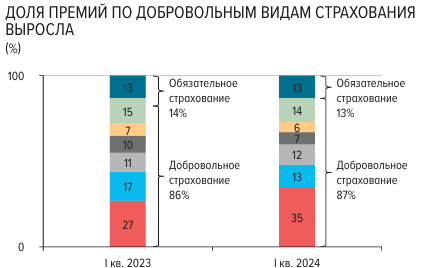 ДОЛЯ ПРЕМИЙ ПО ДОБРОВОЛЬНЫМ ВИДАМ СТРАХОВАНИЯ
ВЫРОСЛА
(%)
100
0
13
15
7
10
11
17
27
Обязательное
страхование
14%
Добровольное
страхование
86%
13
14
6
7
12
13
35
Обязательное
страхование
13%
Добровольное
страхование
87%
I кв. 2023
I кв. 2024